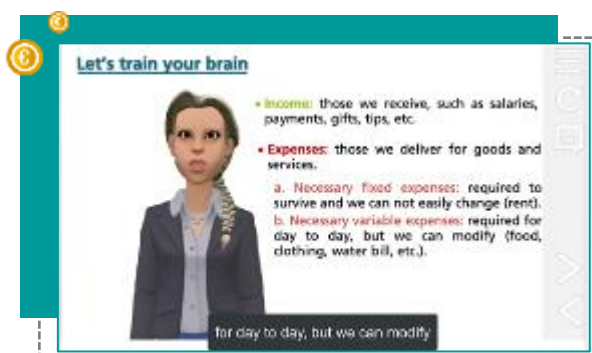 Let's train your brain
• Income: those we receive, such as salaries,
payments, gifts, tips, etc.
• Expenses: those we deliver for goods and
services.
a. Necessary fixed expenses: required to
survive and we can not easily change (rent).
b. Necessary variable expenses: required for
day to day, but we can modify (food,
clothing, water bill, etc.).
for day to day, but we can modify